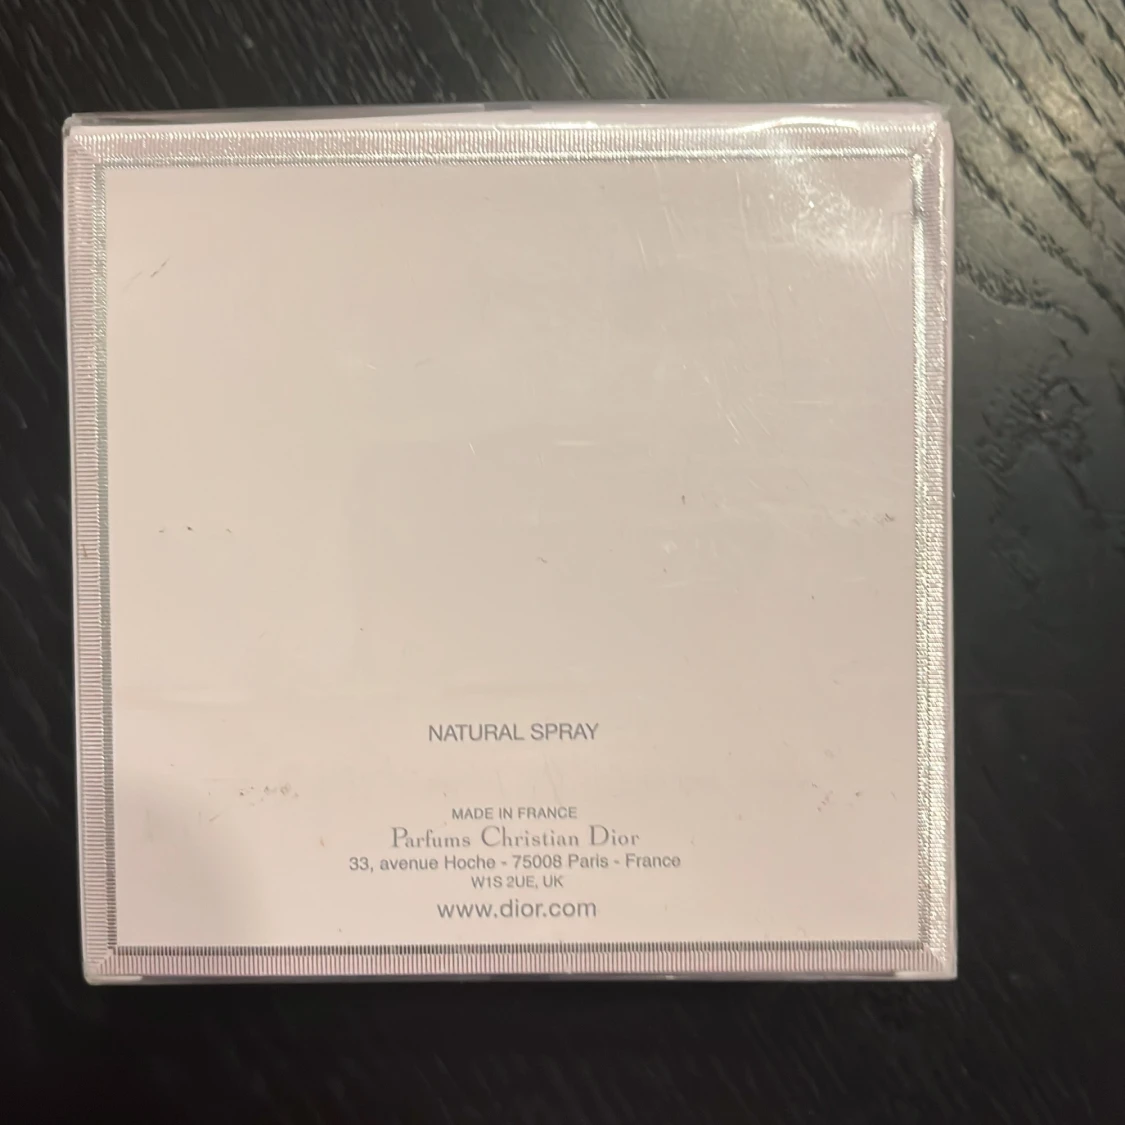 NATURAL SPRAY
MADE IN FRANCE
Parfums Christian Dior
33, avenue Hoche - 75008 Paris - France
W1S 2UE, UK
www.dior.com